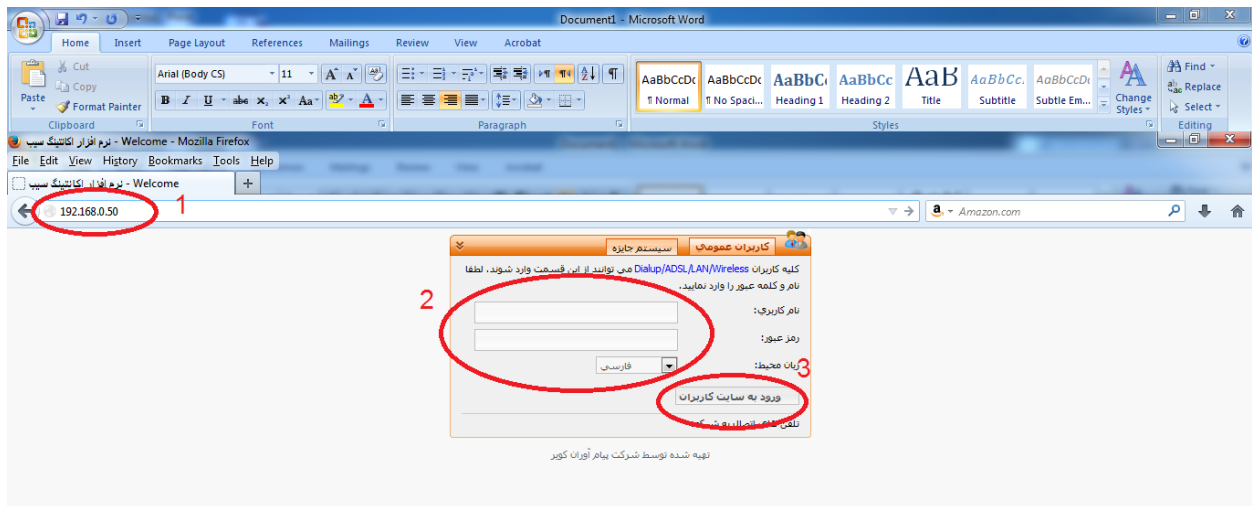 Document1 - Microsoft Word
Home Insert Page Layout References Mailings Review View Acrobat
Paste
Cut
Copy
Format Painter
Clipboard
Arial (Body CS) 11
Font
Paragraph
AaBbCcDc AaBbCcDc AaBbC AaBbCc AaB AaBbCc. AaBbCcDc
¶ Normal ¶ No Spaci... Heading 1 Heading 2 Title Subtitle Subtle Em...
Change Styles
Styles
Find
Replace
Select
Editing
نرم افزار اکانتینگ سیب - Welcome - Mozilla Firefox
File Edit View History Bookmarks Tools Help
نرم افزار اکانتینگ سیب - Welcome
192.168.0.50
1
Amazon.com
کاربران عمومی سیستم جایزه
کلیه کاربران Dialup/ADSL/LAN/Wireless می توانند از این قسمت وارد شوند، لطفا
نام و کلمه عبور را وارد نمایید.
2
نام کاربری:
رمز عبور:
زبان محیط: فارسی
3
ورود به سایت کاربران
تلفن های اتصال به شرکت
تهیه شده توسط شرکت پیام آوران کویر